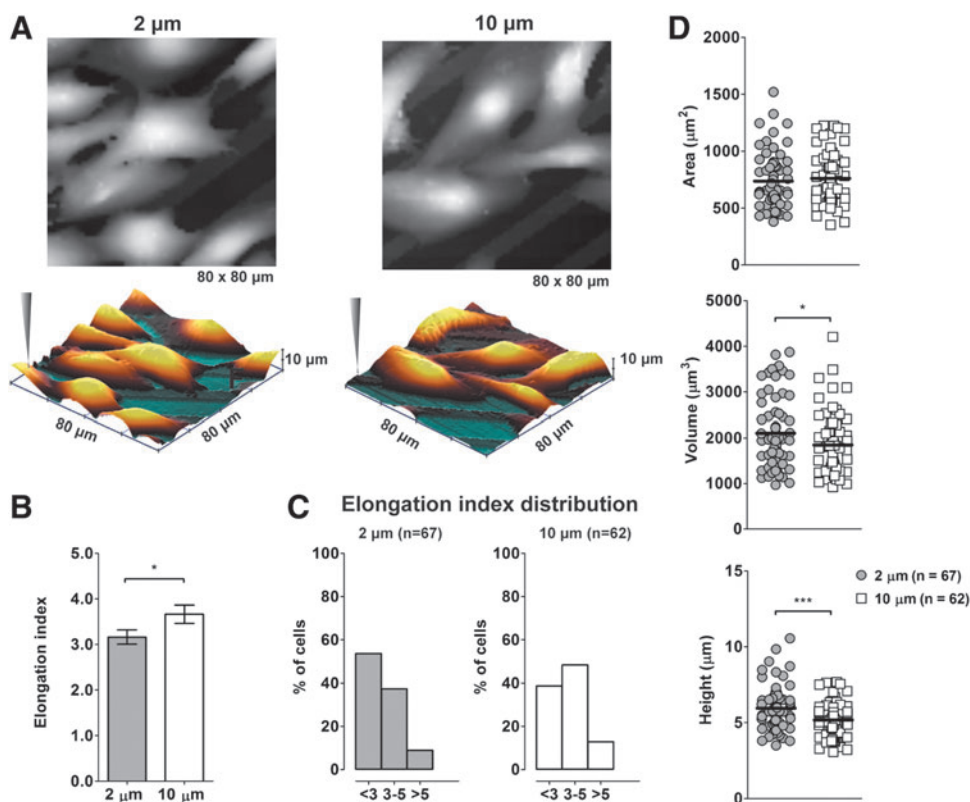 A
2 µm
10 µm
80 x 80 µm
80 x 80 µm
10 µm
80 µm
80 µm
10 µm
80 µm
80 µm
B
Elongation index
5.0
4.0
3.0
2.0
1.0
0.0
*
2 µm
10 µm
C
Elongation index distribution
2 µm (n=67)
10 µm (n=62)
% of cells
100
80
60
40
20
0
<3 3-5 >5
% of cells
100
80
60
40
20
0
<3 3-5 >5
D
Area (µm²)
2000
1500
1000
500
0
Volume (µm³)
5000
4000
3000
2000
1000
0
*
Height (µm)
15
10
5
0
***
2 µm (n = 67)
10 µm (n = 62)